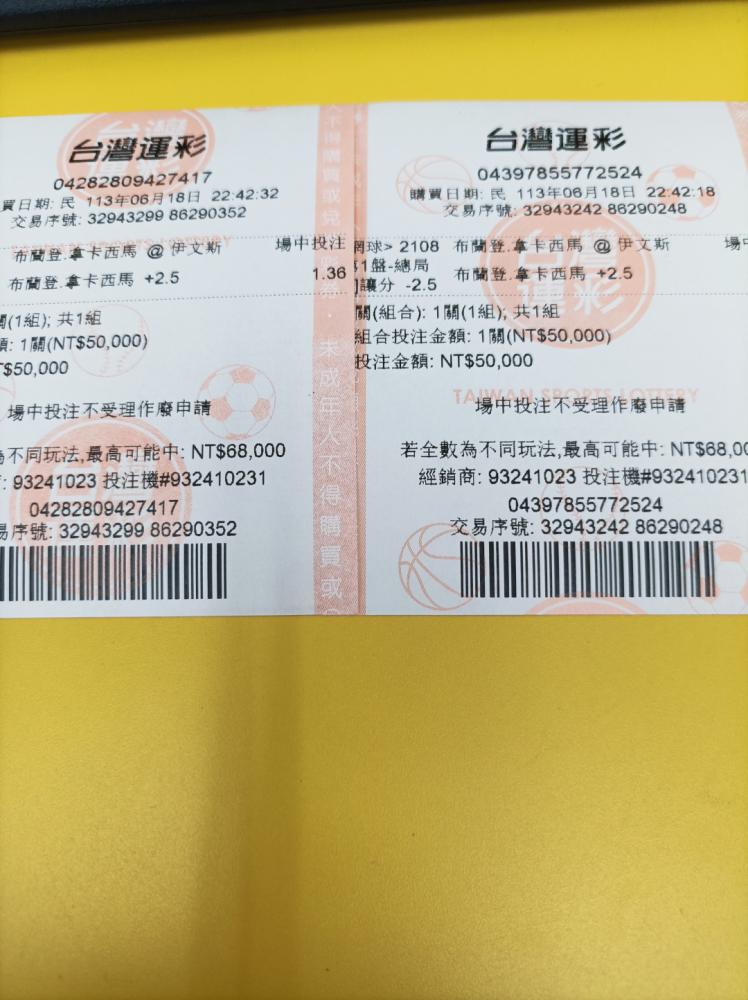 台灣運彩
04282809427417
買日期: 民 113年06月18日 22:42:32
交易序號: 32943299 86290352
布蘭登.拿卡西馬 @ 伊文斯 場中投注
布蘭登.拿卡西馬 +2.5 1.36
(1組); 共1組
: 1關(NT$50,000)
$50,000
場中投注不受理作廢申請
不同玩法,最高可能中: NT$68,000
: 93241023 投注機#932410231
04282809427417
易序號: 32943299 86290352
未成年人不得購買或
台灣運彩
04397855772524
購買日期: 民 113年06月18日 22:42:18
交易序號: 32943242 86290248
網球> 2108 布蘭登.拿卡西馬 @ 伊文斯 場
1盤-總局
讓分 -2.5 布蘭登.拿卡西馬 +2.5
關(組合): 1關(1組); 共1組
組合投注金額: 1關(NT$50,000)
投注金額: NT$50,000
TAIWAN SPORTS LOTTERY
場中投注不受理作廢申請
若全數為不同玩法,最高可能中: NT$68,0
經銷商: 93241023 投注機#932410231
04397855772524
交易序號: 32943242 86290248